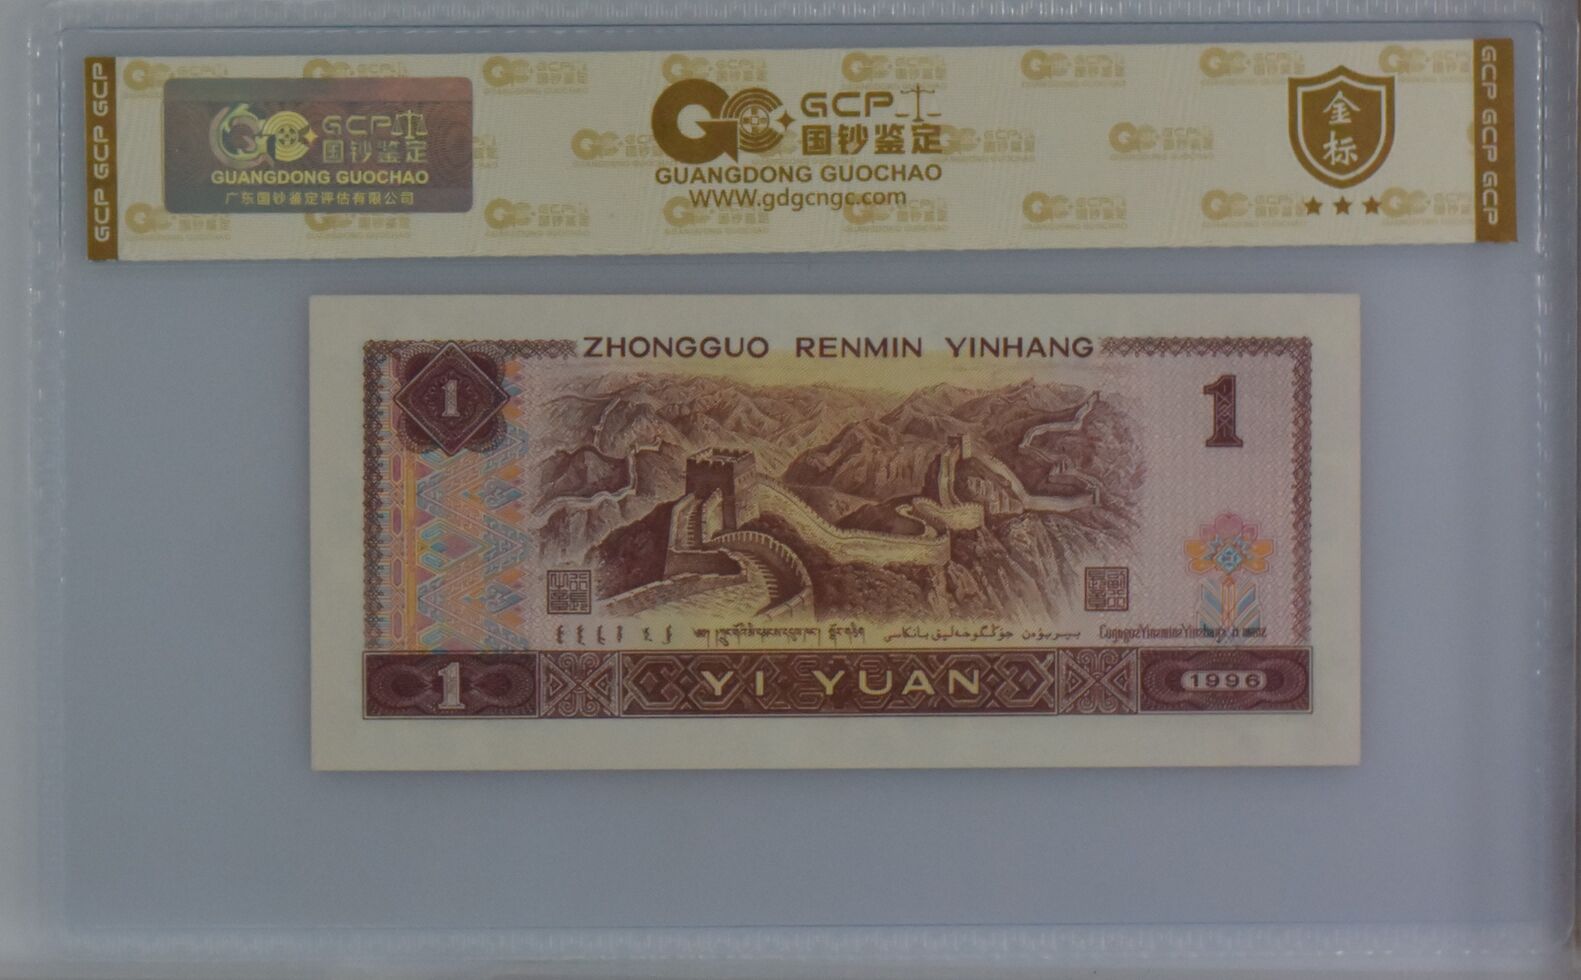 GCP
国钞鉴定
GUANGDONG GUOCHAO
广东国钞鉴定评估有限公司
GCP
国钞鉴定
GUANGDONG GUOCHAO
WWW.gdgcngc.com
金标
GCP GCP GCP
GCP GCP GCP
ZHONGGUO RENMIN YINHANG
1
1
1
YI YUAN
1996